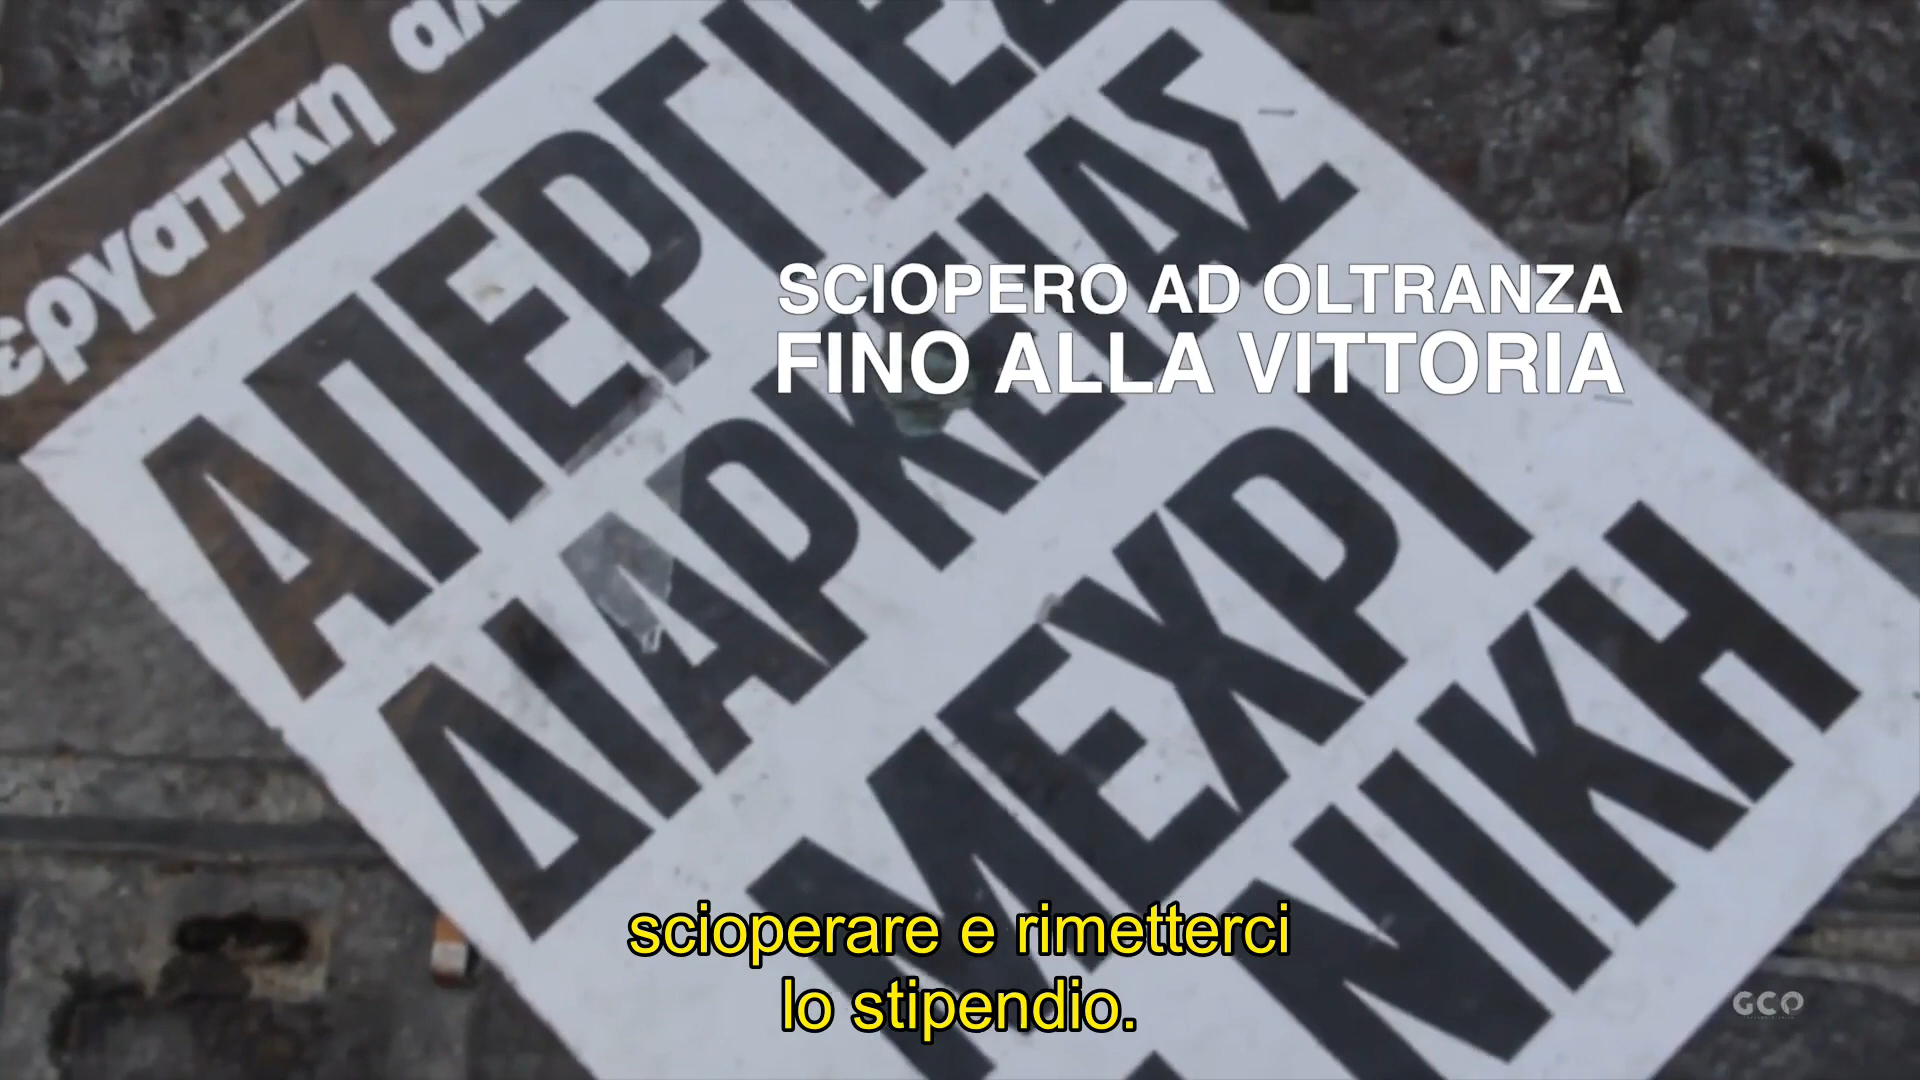 εργατική
ΑΠΕΡΓΙΕΣ
ΔΙΑΡΚΕΙΑΣ
ΜΕΧΡΙ
ΝΙΚΗ
SCIOPERO AD OLTRANZA
FINO ALLA VITTORIA
scioperare e rimetterci
lo stipendio.
GCO